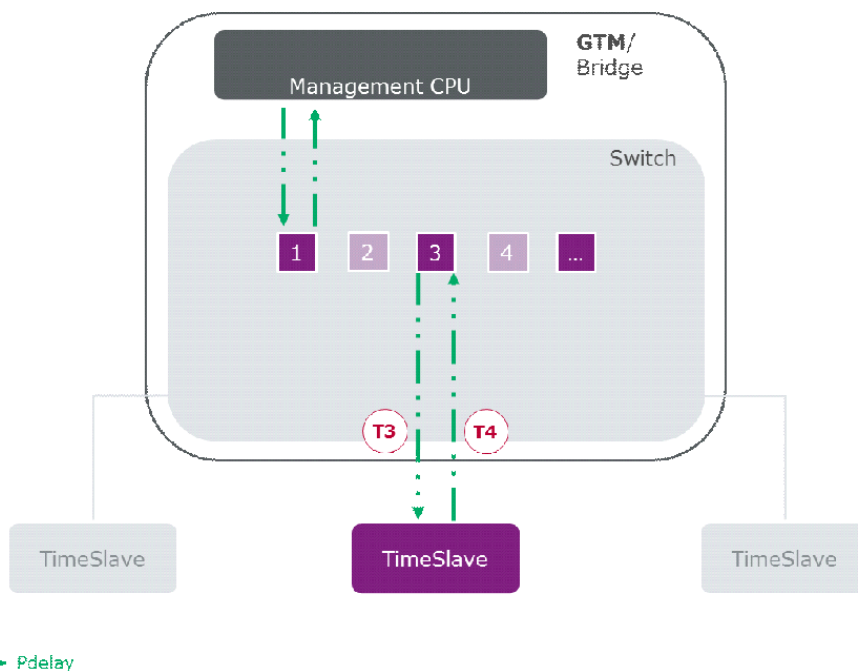 GTM/
Bridge
Management CPU
Switch
1 2 3 4 ...
T3 T4
TimeSlave TimeSlave TimeSlave
Pdelay